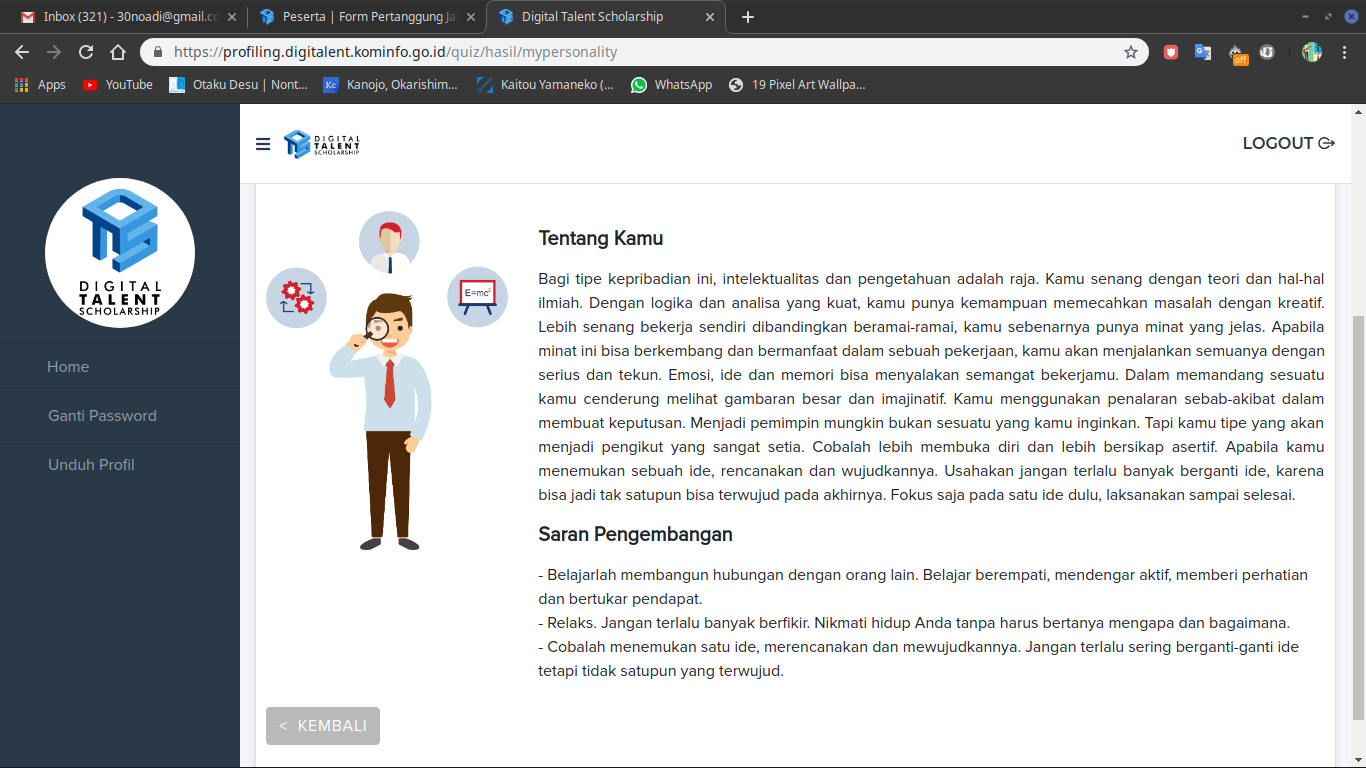 Inbox (321) - 30noadi@gmail.co
Peserta | Form Pertanggung Ja
Digital Talent Scholarship
https://profiling.digitalent.kominfo.go.id/quiz/hasil/mypersonality
off
Apps
YouTube
Otaku Desu | Nont...
Kc
Kanojo, Okarishim...
Kaitou Yamaneko (...
WhatsApp
19 Pixel Art Wallpa...
DIGITAL
TALENT
SCHOLARSHIP
LOGOUT
DIGITAL
TALENT
SCHOLARSHIP
Home
Ganti Password
Unduh Profil
E=mc²
Tentang Kamu
Bagi tipe kepribadian ini, intelektualitas dan pengetahuan adalah raja. Kamu senang dengan teori dan hal-hal
ilmiah. Dengan logika dan analisa yang kuat, kamu punya kemampuan memecahkan masalah dengan kreatif.
Lebih senang bekerja sendiri dibandingkan beramai-ramai, kamu sebenarnya punya minat yang jelas. Apabila
minat ini bisa berkembang dan bermanfaat dalam sebuah pekerjaan, kamu akan menjalankan semuanya dengan
serius dan tekun. Emosi, ide dan memori bisa menyalakan semangat bekerjamu. Dalam memandang sesuatu
kamu cenderung melihat gambaran besar dan imajinatif. Kamu menggunakan penalaran sebab-akibat dalam
membuat keputusan. Menjadi pemimpin mungkin bukan sesuatu yang kamu inginkan. Tapi kamu tipe yang akan
menjadi pengikut yang sangat setia. Cobalah lebih membuka diri dan lebih bersikap asertif. Apabila kamu
menemukan sebuah ide, rencanakan dan wujudkannya. Usahakan jangan terlalu banyak berganti ide, karena
bisa jadi tak satupun bisa terwujud pada akhirnya. Fokus saja pada satu ide dulu, laksanakan sampai selesai.
Saran Pengembangan
- Belajarlah membangun hubungan dengan orang lain. Belajar berempati, mendengar aktif, memberi perhatian
dan bertukar pendapat.
- Relaks. Jangan terlalu banyak berfikir. Nikmati hidup Anda tanpa harus bertanya mengapa dan bagaimana.
- Cobalah menemukan satu ide, merencanakan dan mewujudkannya. Jangan terlalu sering berganti-ganti ide
tetapi tidak satupun yang terwujud.
< KEMBALI